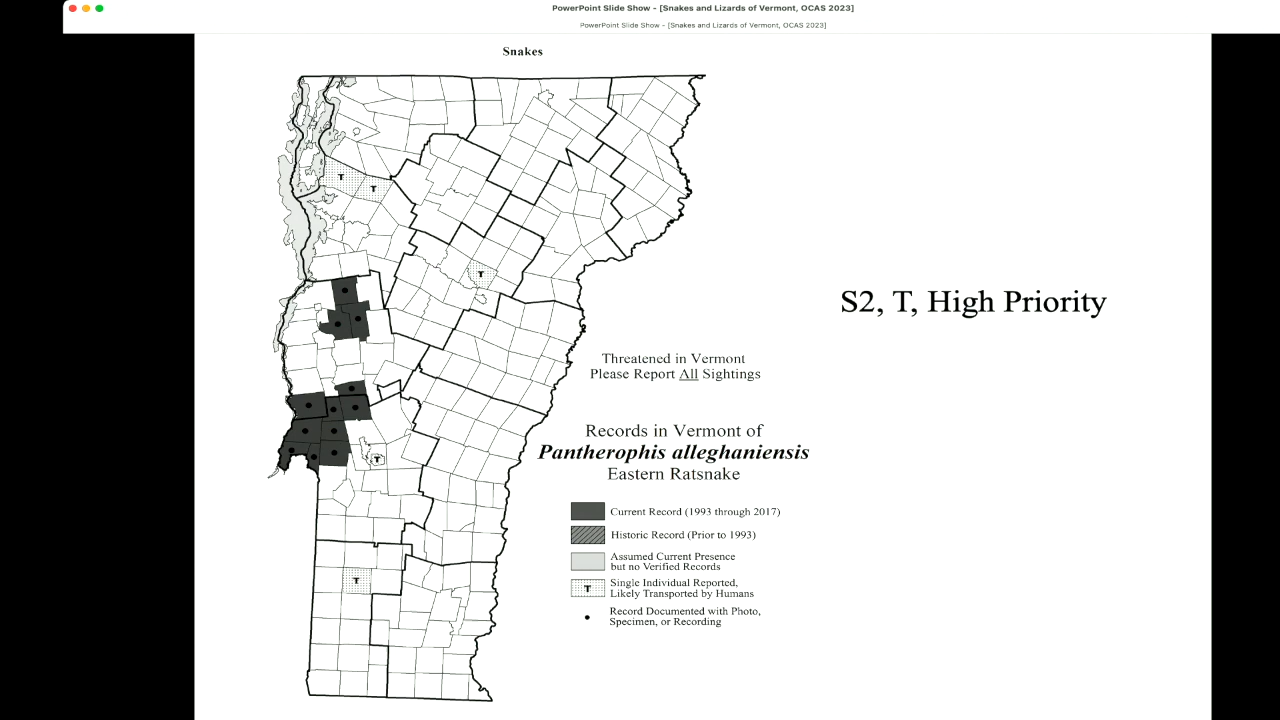 PowerPoint Slide Show - [Snakes and Lizards of Vermont, OCAS 2023]
PowerPoint Slide Show - [Snakes and Lizards of Vermont, OCAS 2023]
Snakes
T
T
T
S2, T, High Priority
Threatened in Vermont
Please Report All Sightings
Records in Vermont of
Pantherophis alleghaniensis
Eastern Ratsnake
T
Current Record (1993 through 2017)
Historic Record (Prior to 1993)
Assumed Current Presence
but no Verified Records
T
T
Single Individual Reported,
Likely Transported by Humans
Record Documented with Photo,
Specimen, or Recording